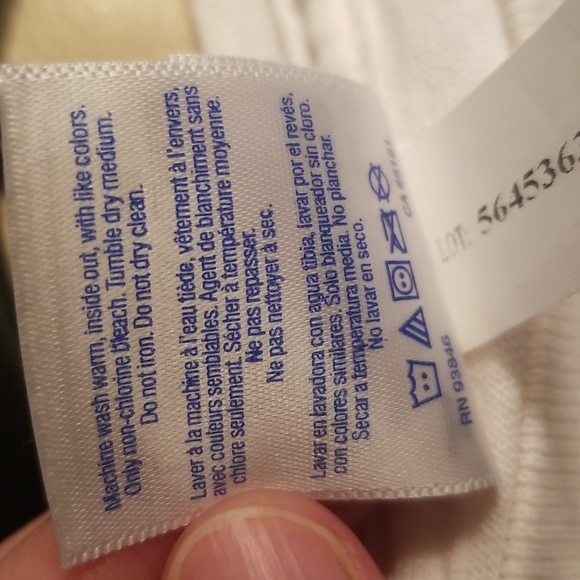 Machine wash warm, inside out, with like colors.
Only non-chlorine bleach. Tumble dry medium.
Do not iron. Do not dry clean.
Laver à la machine à l'eau tiède, vêtement à l'envers,
avec couleurs semblables. Agent de blanchiment sans
chlore seulement. Sécher à température moyenne.
Ne pas repasser.
Ne pas nettoyer à sec.
Lavar en lavadora con agua tibia, lavar por el revés,
con colores similares. Solo blanqueador sin cloro.
Secar a temperatura media. No planchar.
No lavar en seco.
RN 93846
LOT: 564536